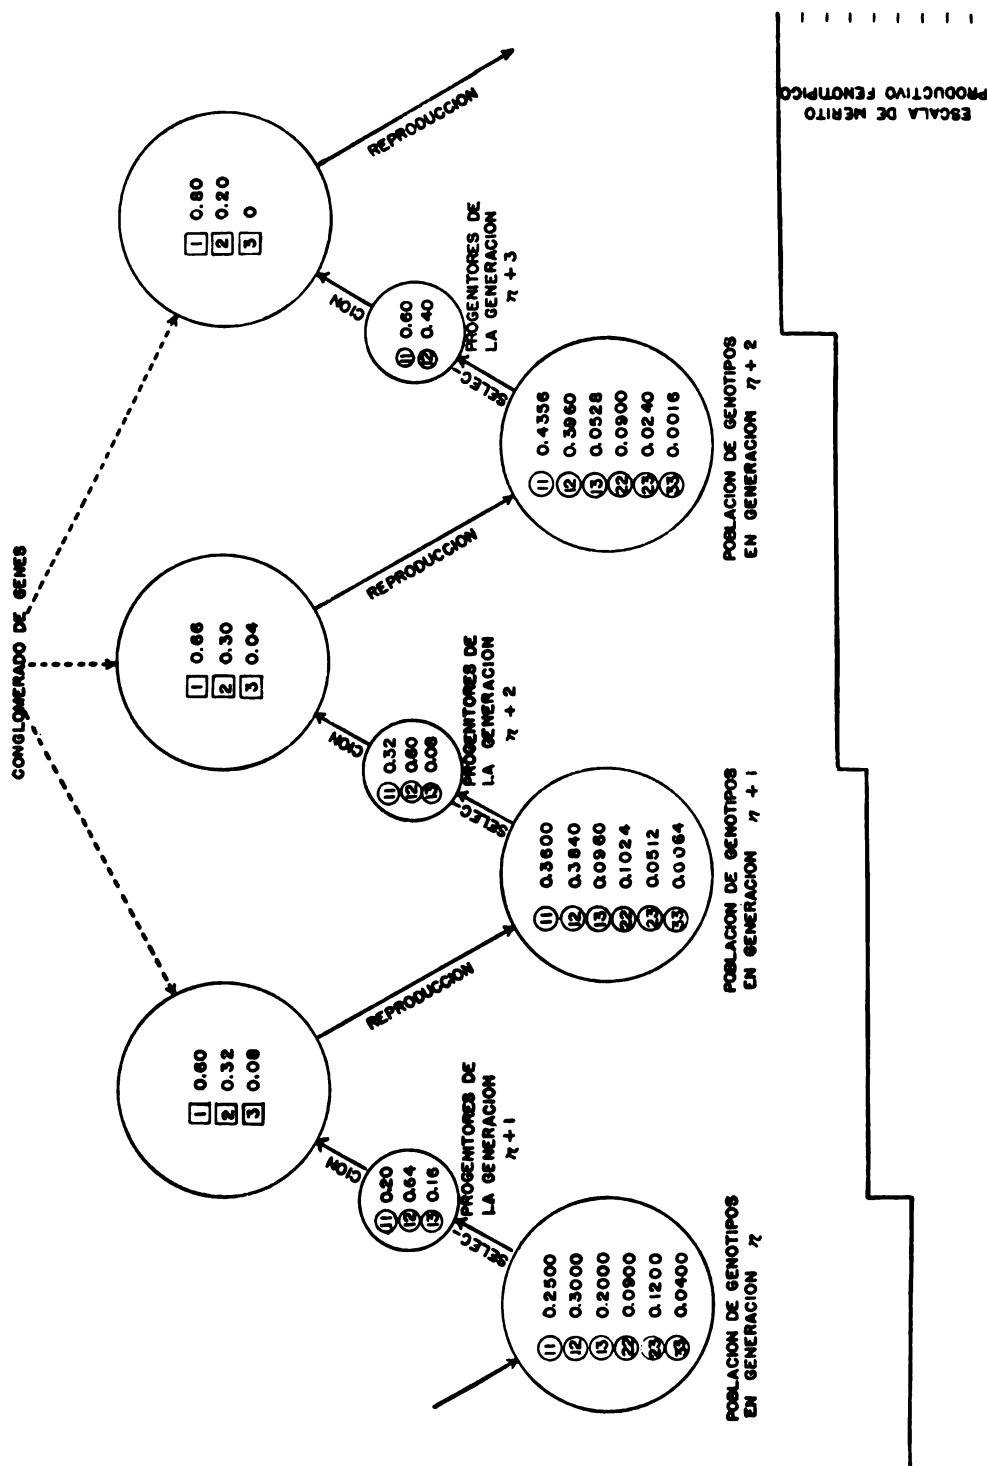 CONGLOMERADO DE GENES
1 0.60
2 0.32
3 0.08
1 0.66
2 0.30
3 0.04
1 0.80
2 0.20
3 0
SELEC-
CION
SELEC-
CION
SELEC-
CION
REPRODUCCION
REPRODUCCION
REPRODUCCION
11 0.20
12 0.64
13 0.16
PROGENITORES DE
LA GENERACION
n + 1
11 0.32
12 0.60
13 0.08
PROGENITORES DE
LA GENERACION
n + 2
11 0.60
12 0.40
PROGENITORES DE
LA GENERACION
n + 3
11 0.2500
12 0.3000
13 0.2000
22 0.0900
23 0.1200
33 0.0400
POBLACION DE GENOTIPOS
EN GENERACION n
11 0.3600
12 0.3840
13 0.0960
22 0.1024
23 0.0512
33 0.0064
POBLACION DE GENOTIPOS
EN GENERACION n + 1
11 0.4356
12 0.3960
13 0.0528
22 0.0900
23 0.0240
33 0.0016
POBLACION DE GENOTIPOS
EN GENERACION n + 2
ESCALA DE MERITO
PRODUCTIVO FENOTIPICO